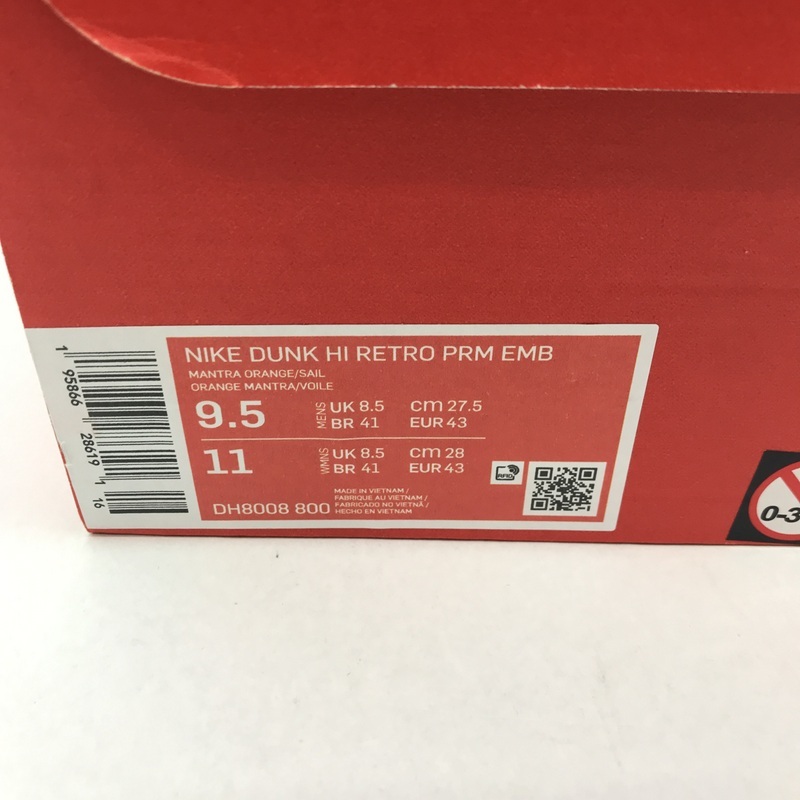 NIKE DUNK HI RETRO PRM EMB
MANTRA ORANGE/SAIL
ORANGE MANTRA/VOILE
9.5 MENS UK 8.5 cm 27.5
BR 41 EUR 43
11 WMNS UK 8.5 cm 28
BR 41 EUR 43
DH8008 800
MADE IN VIETNAM /
FABRIQUE AU VIETNAM /
FABRICADO NO VIETNÃ /
HECHO EN VIETNAM
1 95866 28619 1 16
0-3